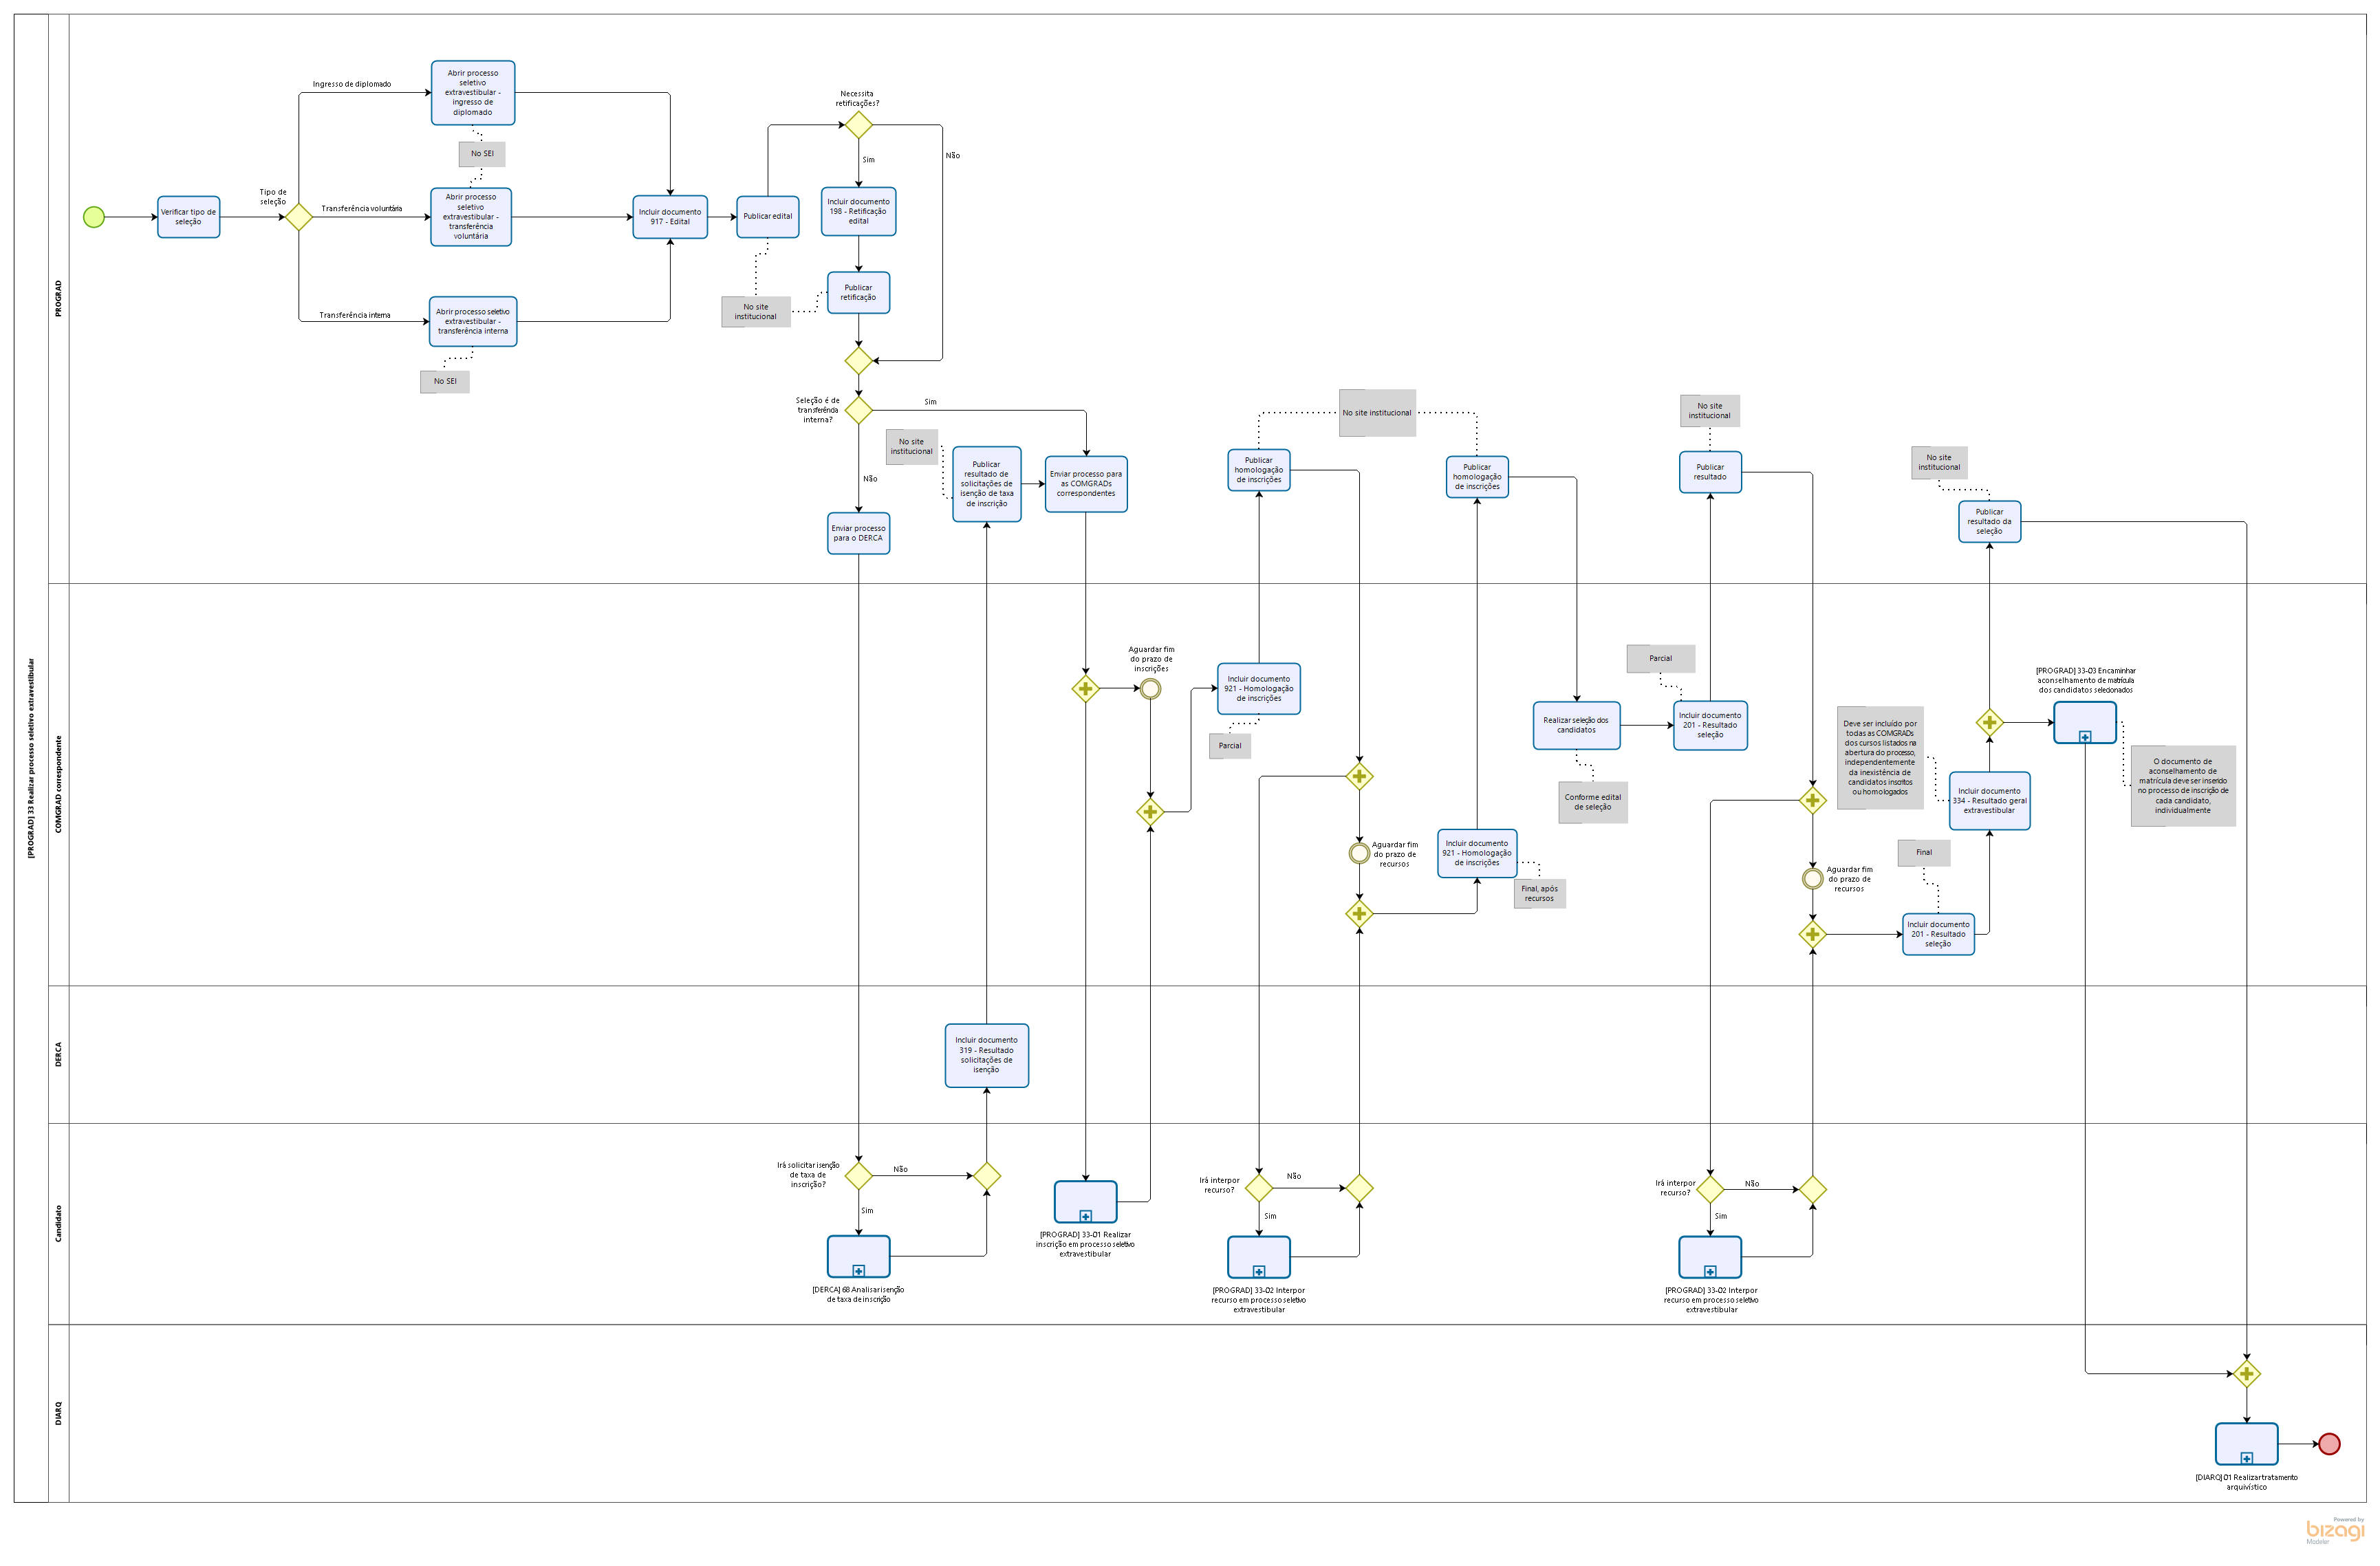 [PROGRAD] 33 Realizar processo seletivo extravestibular
PROGRAD
Verificar tipo de
seleção
Tipo de
seleção
Ingresso de diplomado
Transferência voluntária
Transferência interna
Abrir processo
seletivo
extravestibular -
ingresso de
diplomado
No SEI
Abrir processo
seletivo
extravestibular -
transferência
voluntária
Abrir processo seletivo
extravestibular -
transferência interna
No SEI
Incluir documento
917 - Edital
Publicar edital
No site
institucional
Necessita
retificações?
Sim
Não
Incluir documento
198 - Retificação
edital
Publicar
retificação
Seleção é de
transferência
interna?
Sim
Não
Enviar processo
para o DERCA
No site
institucional
Publicar
resultado de
solicitações de
isenção de taxa
de inscrição
Enviar processo para
as COMGRADs
correspondentes
Publicar
homologação
de inscrições
No site institucional
Publicar
homologação
de inscrições
No site
institucional
Publicar
resultado
No site
institucional
Publicar
resultado da
seleção
COMGRAD correspondente
Aguardar fim
do prazo de
inscrições
Incluir documento
921 - Homologação
de inscrições
Parcial
Aguardar fim
do prazo de
recursos
Incluir documento
921 - Homologação
de inscrições
Final, após
recursos
Realizar seleção dos
candidatos
Conforme edital
de seleção
Parcial
Incluir documento
201 - Resultado
seleção
Aguardar fim
do prazo de
recursos
Final
Incluir documento
201 - Resultado
seleção
Deve ser incluído por
todas as COMGRADs
dos cursos listados na
abertura do processo,
independentemente
da inexistência de
candidatos inscritos
ou homologados
Incluir documento
334 - Resultado geral
extravestibular
[PROGRAD] 33-03 Encaminhar
aconselhamento de matrícula
dos candidatos selecionados
O documento de
aconselhamento de
matrícula deve ser inserido
no processo de inscrição de
cada candidato,
individualmente
DERCA
Incluir documento
319 - Resultado
solicitações de
isenção
Candidato
Irá solicitar isenção
de taxa de
inscrição?
Não
Sim
[DERCA] 68 Analisar isenção
de taxa de inscrição
[PROGRAD] 33-01 Realizar
inscrição em processo seletivo
extravestibular
Irá interpor
recurso?
Não
Sim
[PROGRAD] 33-02 Interpor
recurso em processo seletivo
extravestibular
Irá interpor
recurso?
Não
Sim
[PROGRAD] 33-02 Interpor
recurso em processo seletivo
extravestibular
DIARQ
[DIARQ] 01 Realizar tratamento
arquivístico
Powered by
bizagi
Modeler